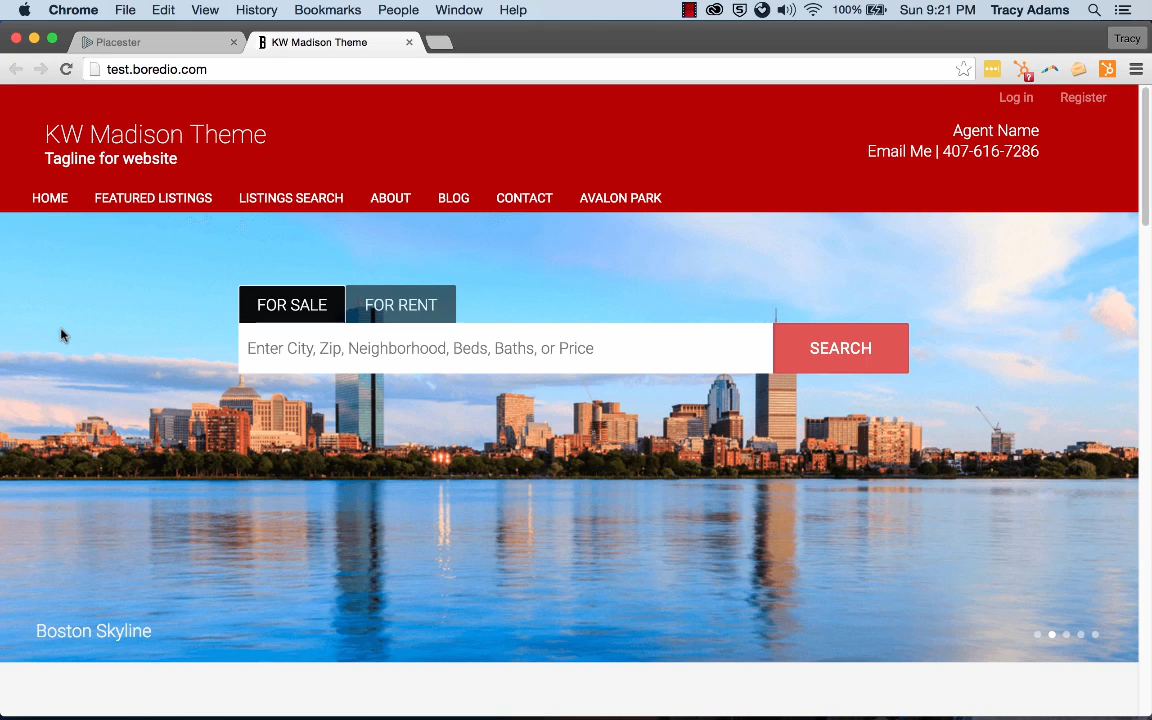 Chrome File Edit View History Bookmarks People Window Help 100% Sun 9:21 PM Tracy Adams
Placester KW Madison Theme Tracy
test.boredio.com
Log in Register
KW Madison Theme
Tagline for website
Agent Name
Email Me | 407-616-7286
HOME FEATURED LISTINGS LISTINGS SEARCH ABOUT BLOG CONTACT AVALON PARK
FOR SALE FOR RENT
Enter City, Zip, Neighborhood, Beds, Baths, or Price SEARCH
Boston Skyline